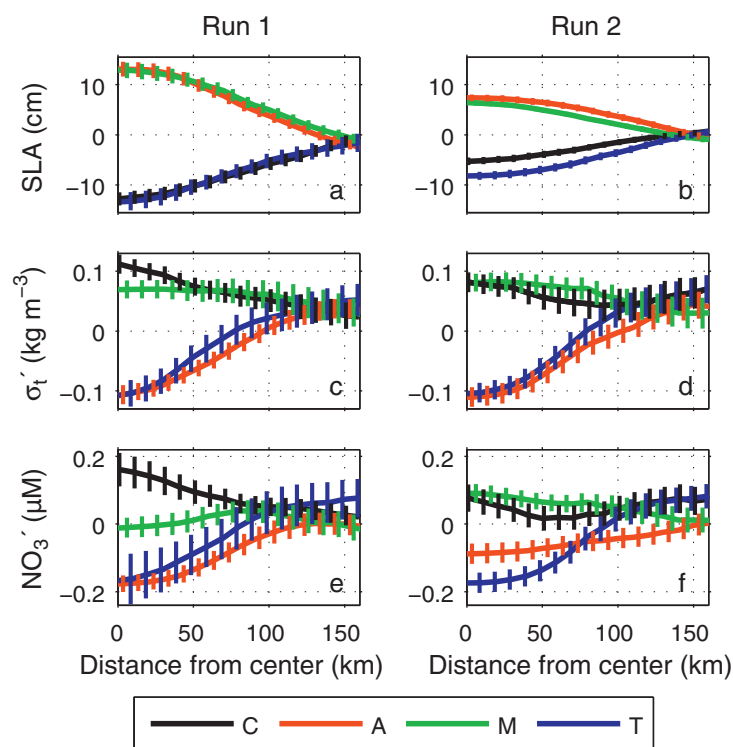 Run 1 Run 2
SLA (cm)
10
0
−10
a
10
0
−10
b
σt´ (kg m−3)
0.1
0
−0.1
c
0.1
0
−0.1
d
NO3´ (μM)
0.2
0
−0.2
e
0.2
0
−0.2
f
0 50 100 150 0 50 100 150
Distance from center (km) Distance from center (km)
C A M T